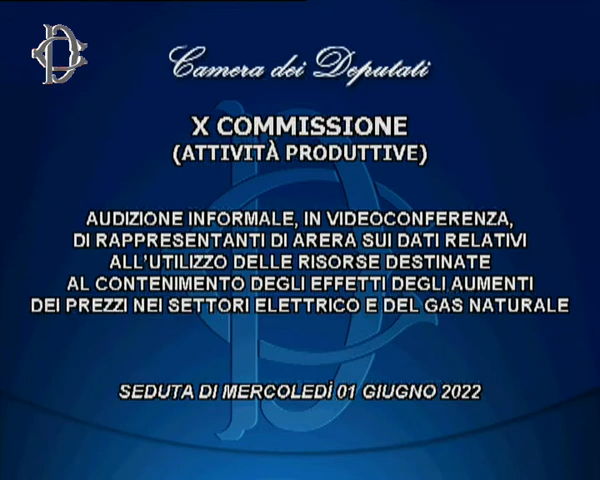 Camera dei Deputati
X COMMISSIONE
(ATTIVITÀ PRODUTTIVE)
AUDIZIONE INFORMALE, IN VIDEOCONFERENZA,
DI RAPPRESENTANTI DI ARERA SUI DATI RELATIVI
ALL'UTILIZZO DELLE RISORSE DESTINATE
AL CONTENIMENTO DEGLI EFFETTI DEGLI AUMENTI
DEI PREZZI NEI SETTORI ELETTRICO E DEL GAS NATURALE
SEDUTA DI MERCOLEDÌ 01 GIUGNO 2022